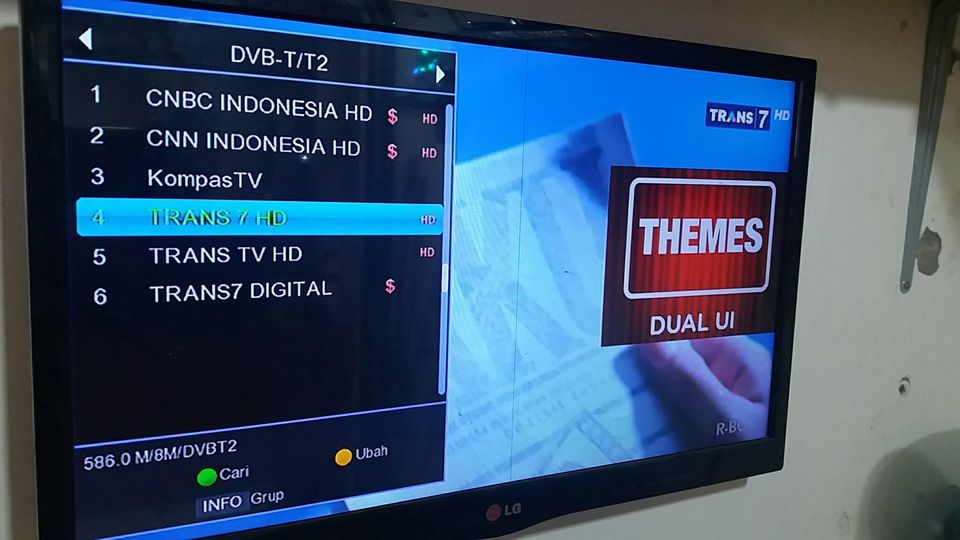 DVB-T/T2
1 CNBC INDONESIA HD $ HD
2 CNN INDONESIA HD $ HD
3 KompasTV
4 TRANS 7 HD HD
5 TRANS TV HD HD
6 TRANS7 DIGITAL $
586.0 M/8M/DVBT2
Cari
Ubah
INFO Grup
TRANS 7 HD
THEMES
DUAL UI
LG